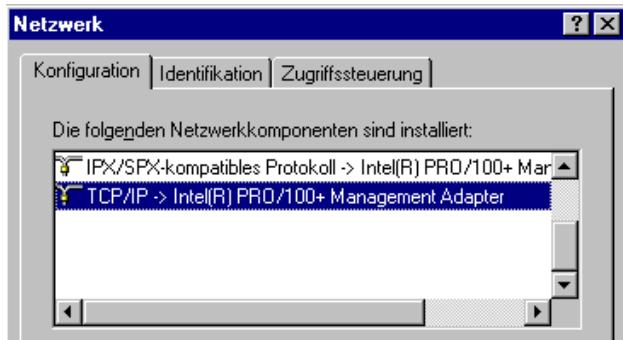 Netzwerk
Konfiguration Identifikation Zugriffssteuerung
Die folgenden Netzwerkkomponenten sind installiert:
IPX/SPX-kompatibles Protokoll -> Intel(R) PRO/100+ Mar
TCP/IP -> Intel(R) PRO/100+ Management Adapter